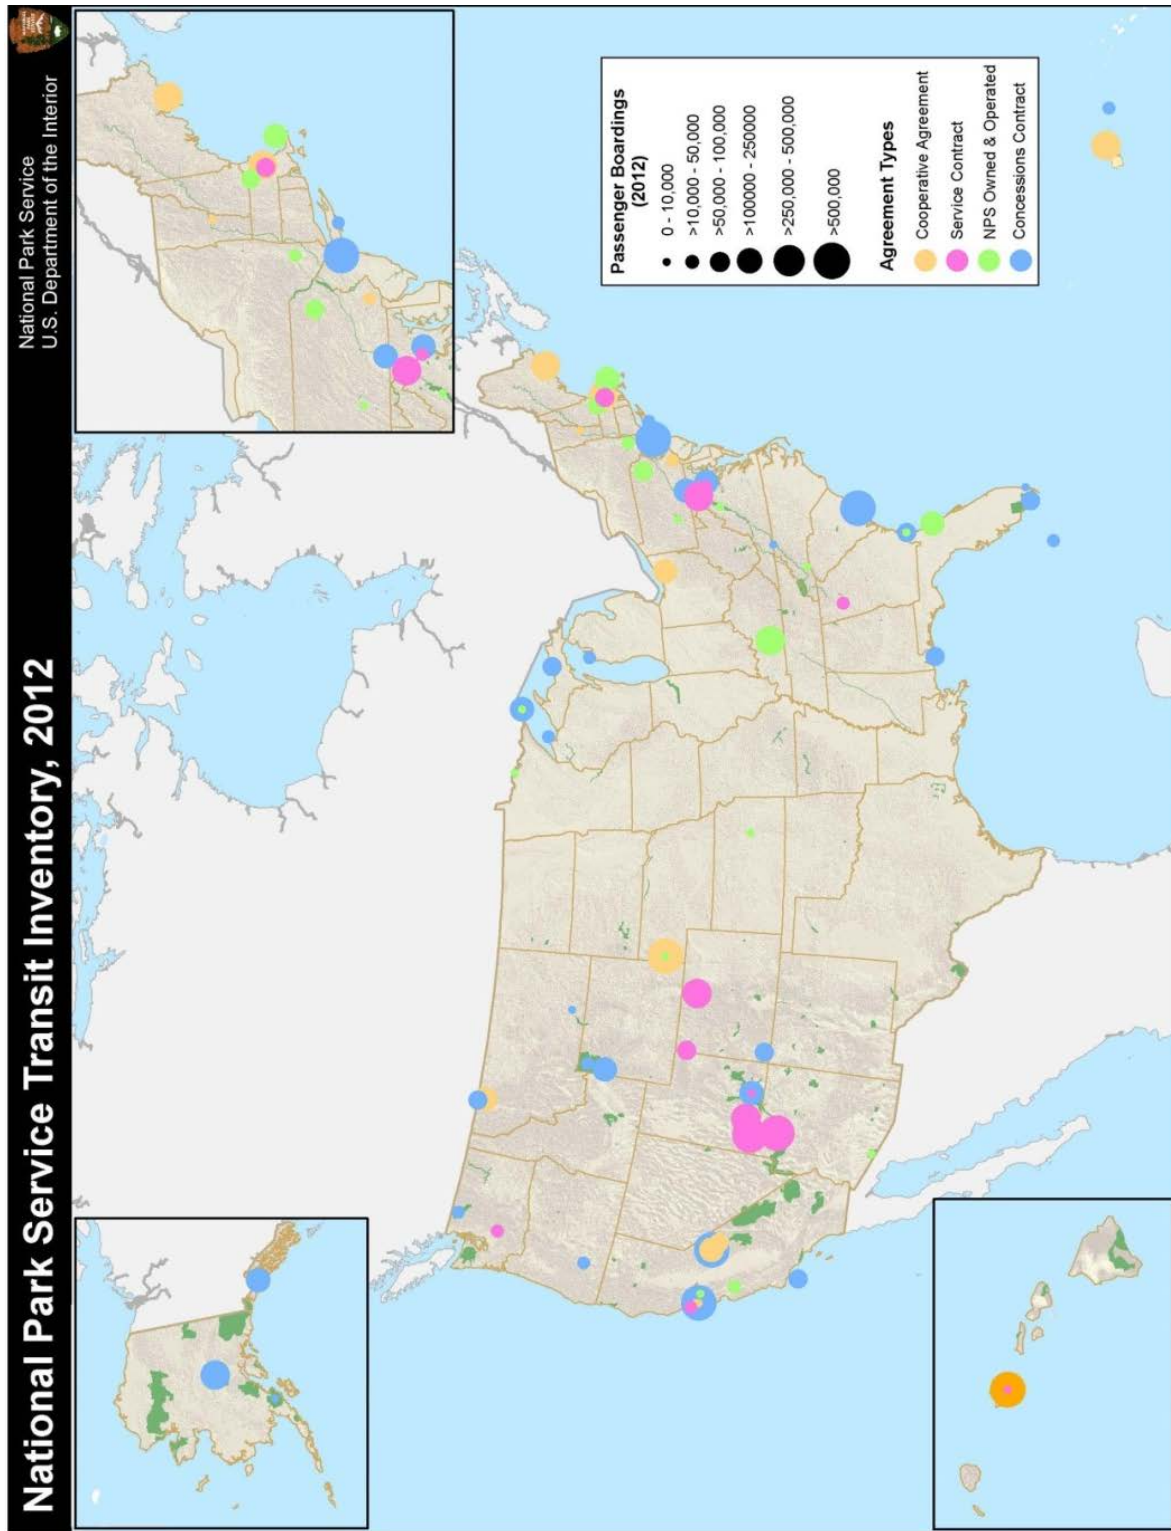 National Park Service Transit Inventory, 2012
National Park Service
U.S. Department of the Interior
Passenger Boardings
(2012)
0 - 10,000
>10,000 - 50,000
>50,000 - 100,000
>100000 - 250000
>250,000 - 500,000
>500,000
Agreement Types
Cooperative Agreement
Service Contract
NPS Owned & Operated
Concessions Contract